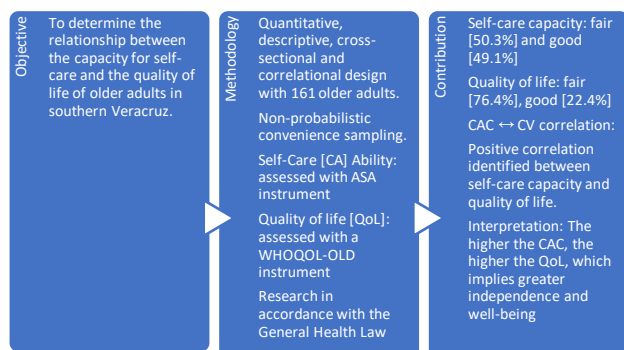 Objective
To determine the
relationship between
the capacity for self-
care and the quality of
life of older adults in
southern Veracruz.
Methodology
Quantitative,
descriptive, cross-
sectional and
correlational design
with 161 older adults.
Non-probabilistic
convenience sampling.
Self-Care [CA] Ability:
assessed with ASA
instrument
Quality of life [QoL]:
assessed with a
WHOQOL-OLD
instrument
Research in
accordance with the
General Health Law
Contribution
Self-care capacity: fair
[50.3%] and good
[49.1%]
Quality of life: fair
[76.4%], good [22.4%]
CAC ↔ CV correlation:
Positive correlation
identified between
self-care capacity and
quality of life.
Interpretation: The
higher the CAC, the
higher the QoL, which
implies greater
independence and
well-being